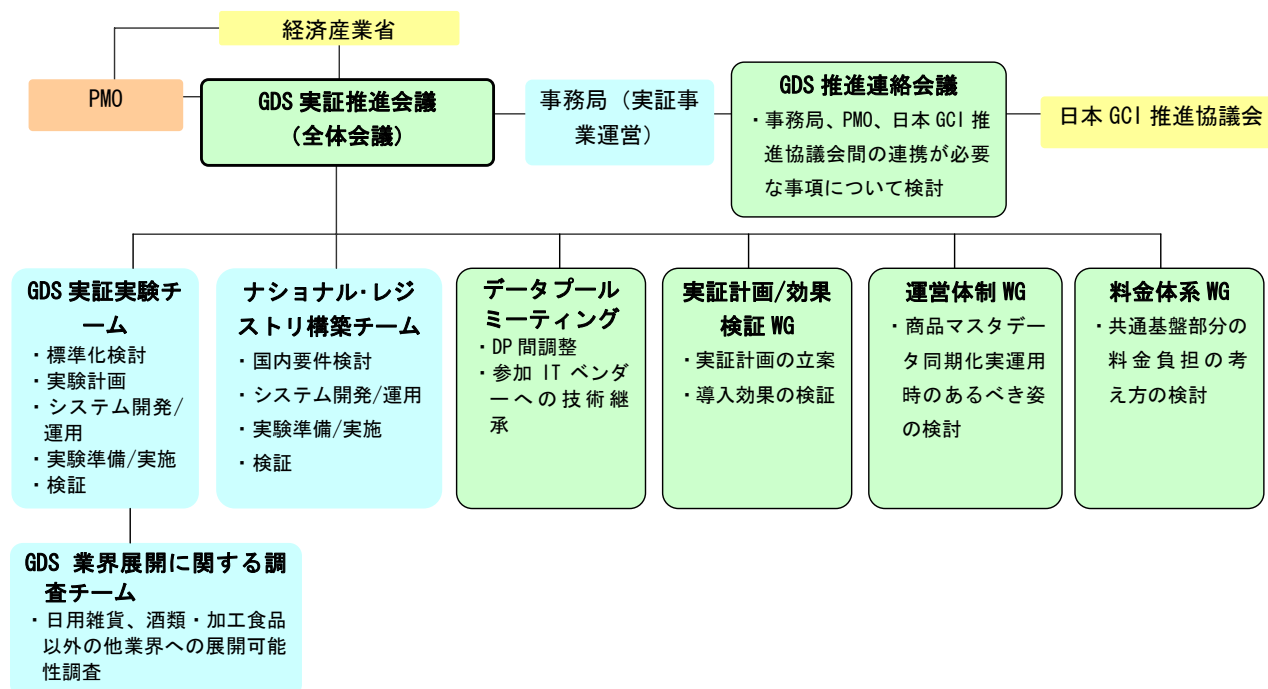 経済産業省
PMO
GDS 実証推進会議
(全体会議)
事務局（実証事
業運営）
GDS 推進連絡会議
・事務局、PMO、日本 GCI 推
進協議会間の連携が必要
な事項について検討
日本 GCI 推進協議会
GDS 実証実験チ
ーム
・標準化検討
・実験計画
・システム開発/
運用
・実験準備/実施
・検証
ナショナル・レジ
ストリ構築チーム
・国内要件検討
・システム開発/運用
・実験準備/実施
・検証
データプール
ミーティング
・DP 間調整
・参加 IT ベンダ
ーへの技術継
承
実証計画/効果
検証 WG
・実証計画の立案
・導入効果の検証
運営体制 WG
・商品マスタデー
タ同期化実運用
時のあるべき姿
の検討
料金体系 WG
・共通基盤部分の
料金負担の考
え方の検討
GDS 業界展開に関する調
査チーム
・日用雑貨、酒類・加工食品
以外の他業界への展開可能
性調査